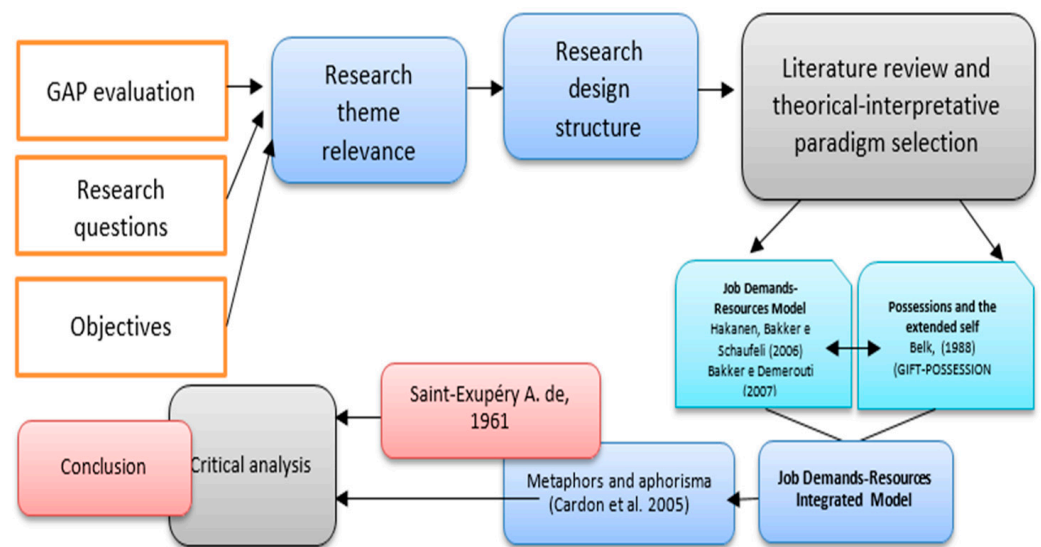 GAP evaluation
Research
questions
Objectives
Research
theme
relevance
Research
design
structure
Literature review and
theorical-interpretative
paradigm selection
Job Demands-
Resources Model
Hakanen, Bakker e
Schaufeli (2006)
Bakker e Demerouti
(2007)
Possessions and the
extended self
Belk, (1988)
(GIFT-POSSESSION
Job Demands-Resources
Integrated Model
Metaphors and aphorisma
(Cardon et al. 2005)
Saint-Exupéry A. de,
1961
Critical analysis
Conclusion